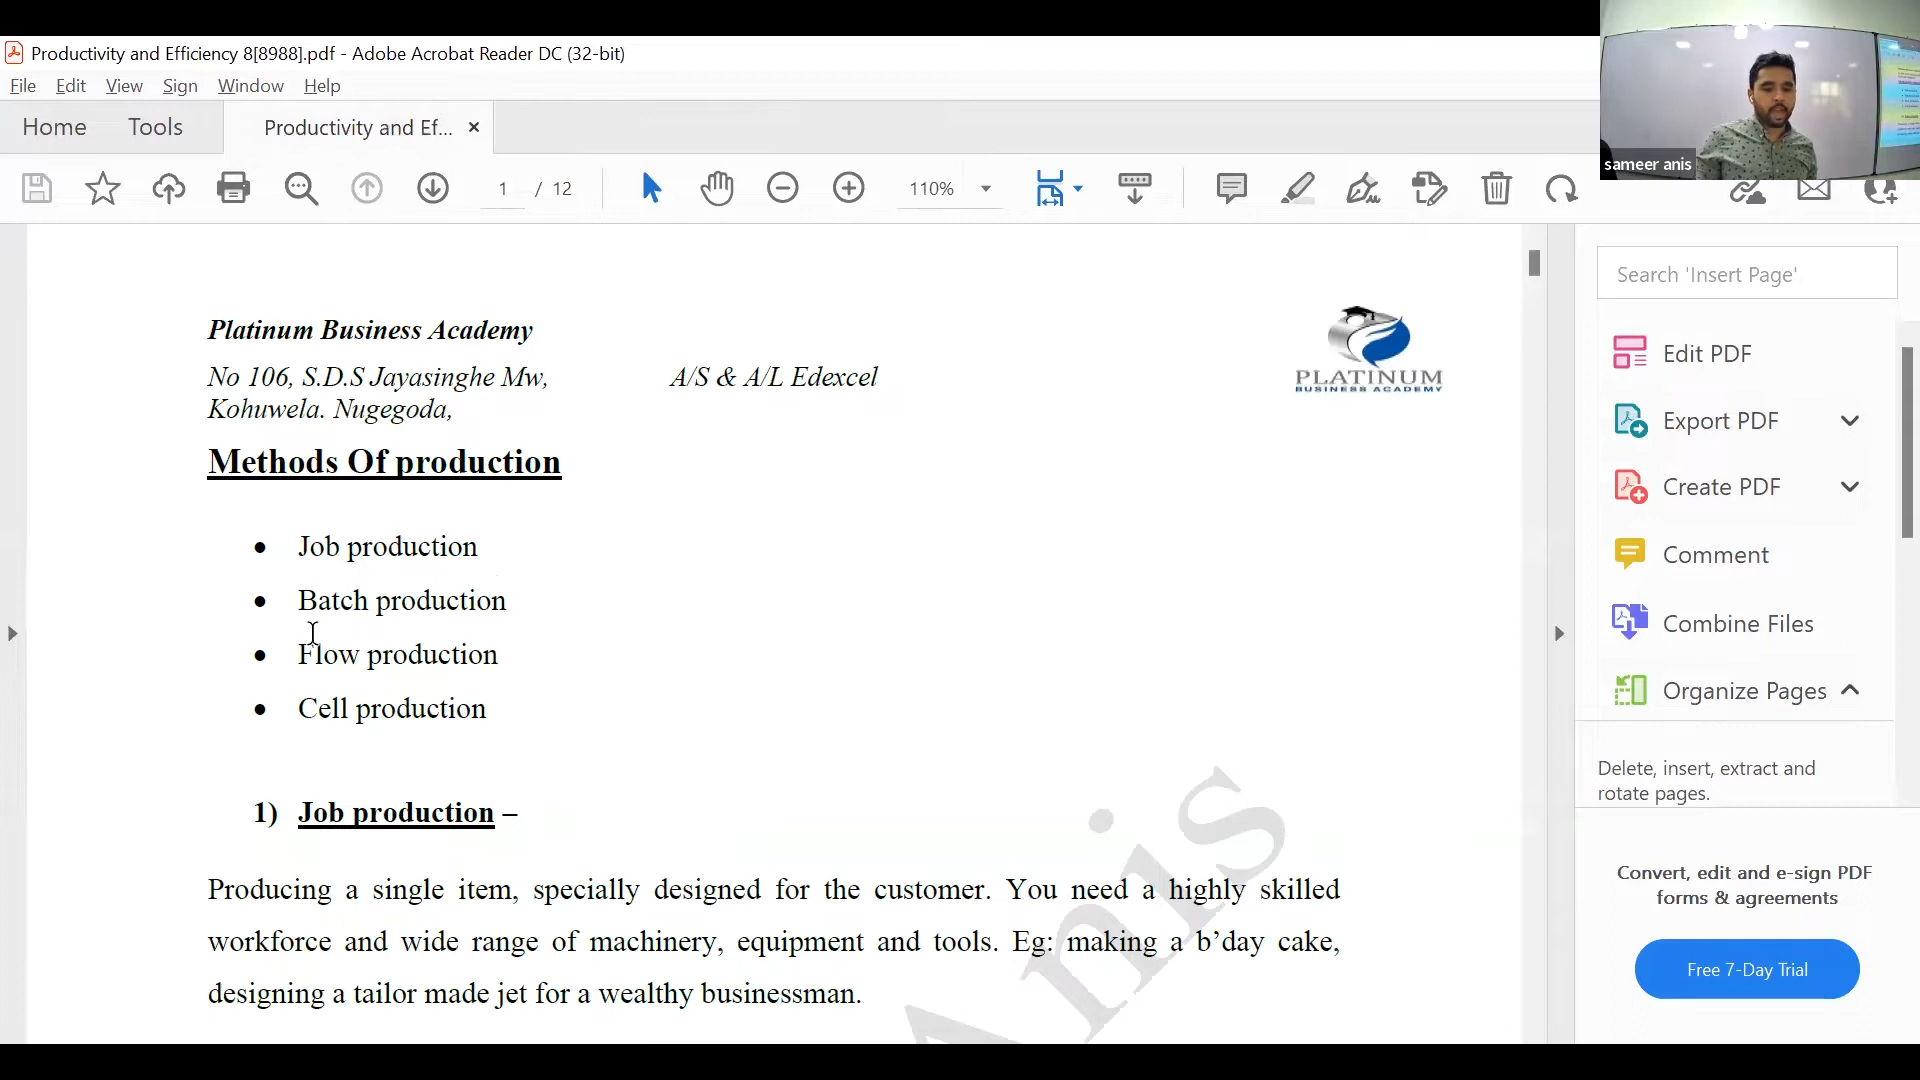 Productivity and Efficiency 8[8988].pdf - Adobe Acrobat Reader DC (32-bit)
File Edit View Sign Window Help
Home Tools Productivity and Ef... ×
sameer anis
1 / 12 110%
Search 'Insert Page'
Platinum Business Academy
No 106, S.D.S Jayasinghe Mw, A/S & A/L Edexcel
Kohuwela. Nugegoda,
PLATINUM
BUSINESS ACADEMY
Methods Of production
• Job production
• Batch production
• Flow production
• Cell production
1) Job production –
Producing a single item, specially designed for the customer. You need a highly skilled
workforce and wide range of machinery, equipment and tools. Eg: making a b’day cake,
designing a tailor made jet for a wealthy businessman.
Anis
Edit PDF
Export PDF
Create PDF
Comment
Combine Files
Organize Pages
Delete, insert, extract and
rotate pages.
Convert, edit and e-sign PDF
forms & agreements
Free 7-Day Trial